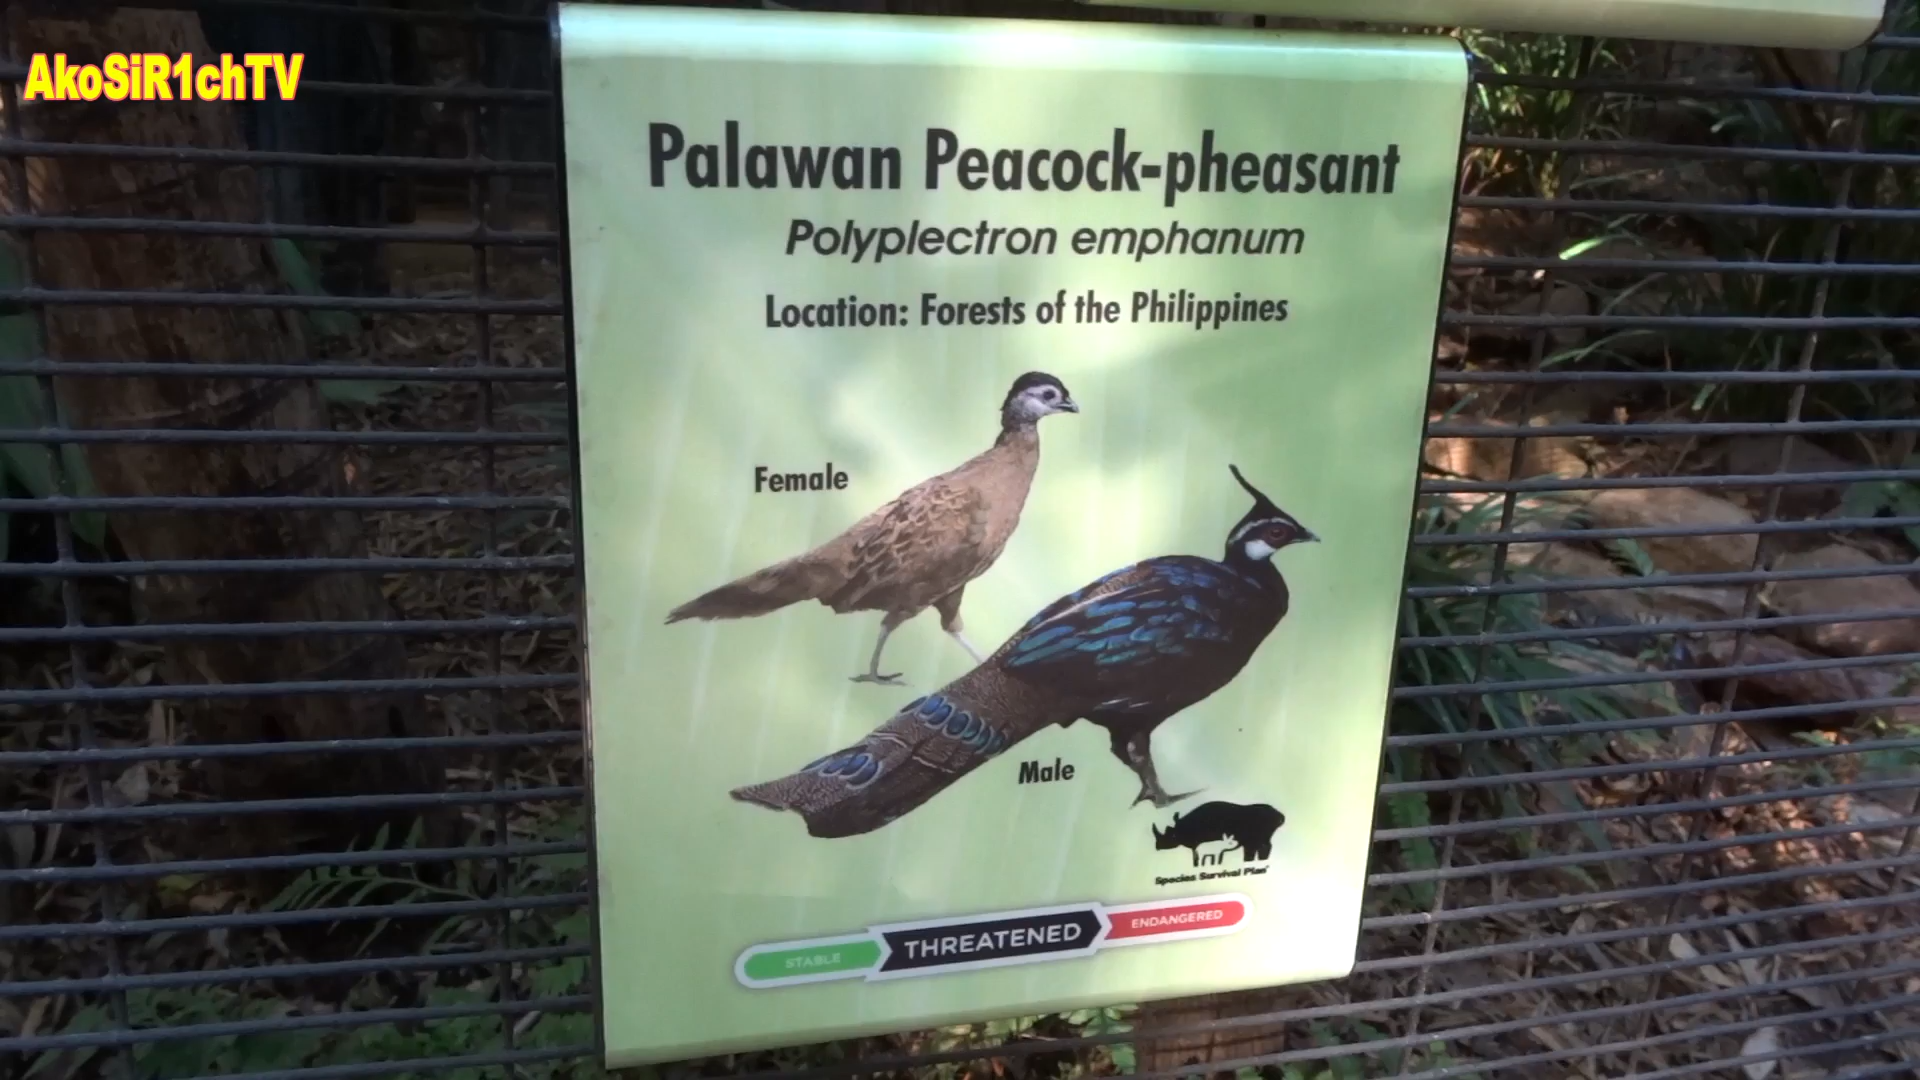 AkoSiR1chTV
Palawan Peacock-pheasant
Polyplectron emphanum
Location: Forests of the Philippines
Female
Male
Species Survival Plan
STABLE
THREATENED
ENDANGERED